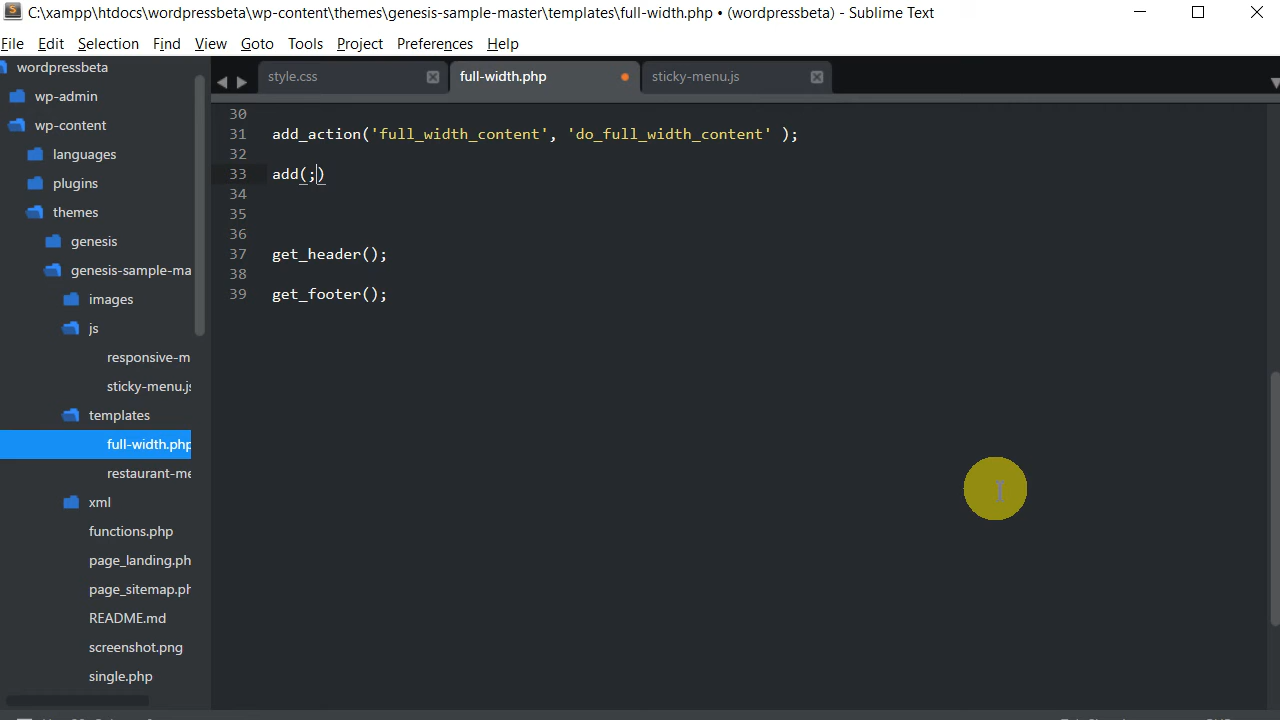 C:\xampp\htdocs\wordpressbeta\wp-content\themes\genesis-sample-master\templates\full-width.php • (wordpressbeta) - Sublime Text
File Edit Selection Find View Goto Tools Project Preferences Help
wordpressbeta
wp-admin
wp-content
languages
plugins
themes
genesis
genesis-sample-ma
images
js
responsive-m
sticky-menu.js
templates
full-width.php
restaurant-me
xml
functions.php
page_landing.ph
page_sitemap.ph
README.md
screenshot.png
single.php
style.css full-width.php sticky-menu.js
30
31 add_action('full_width_content', 'do_full_width_content' );
32
33 add(;)
34
35
36
37 get_header();
38
39 get_footer();